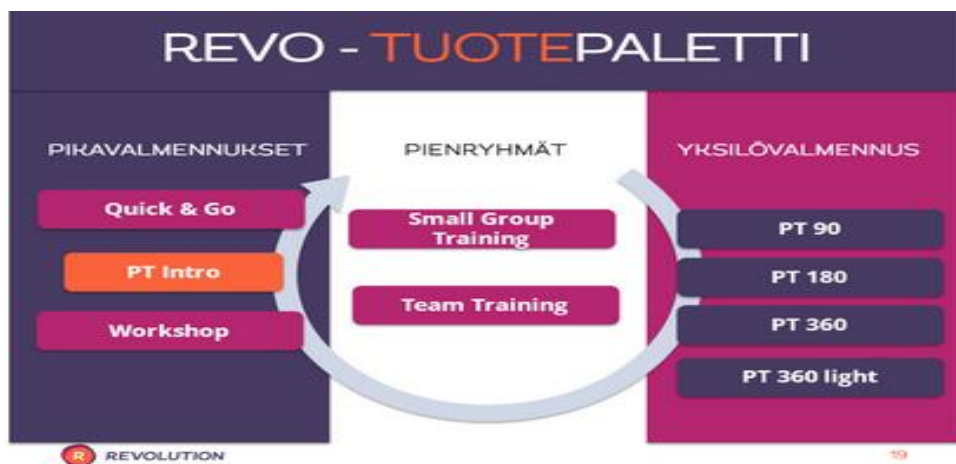 REVO - TUOTEPALETTI
PIKAVALMENNUKSET
Quick & Go
PT Intro
Workshop
PIENRYHMÄT
Small Group
Training
Team Training
YKSILÖVALMENNUS
PT 90
PT 180
PT 360
PT 360 light
R REVOLUTION
19